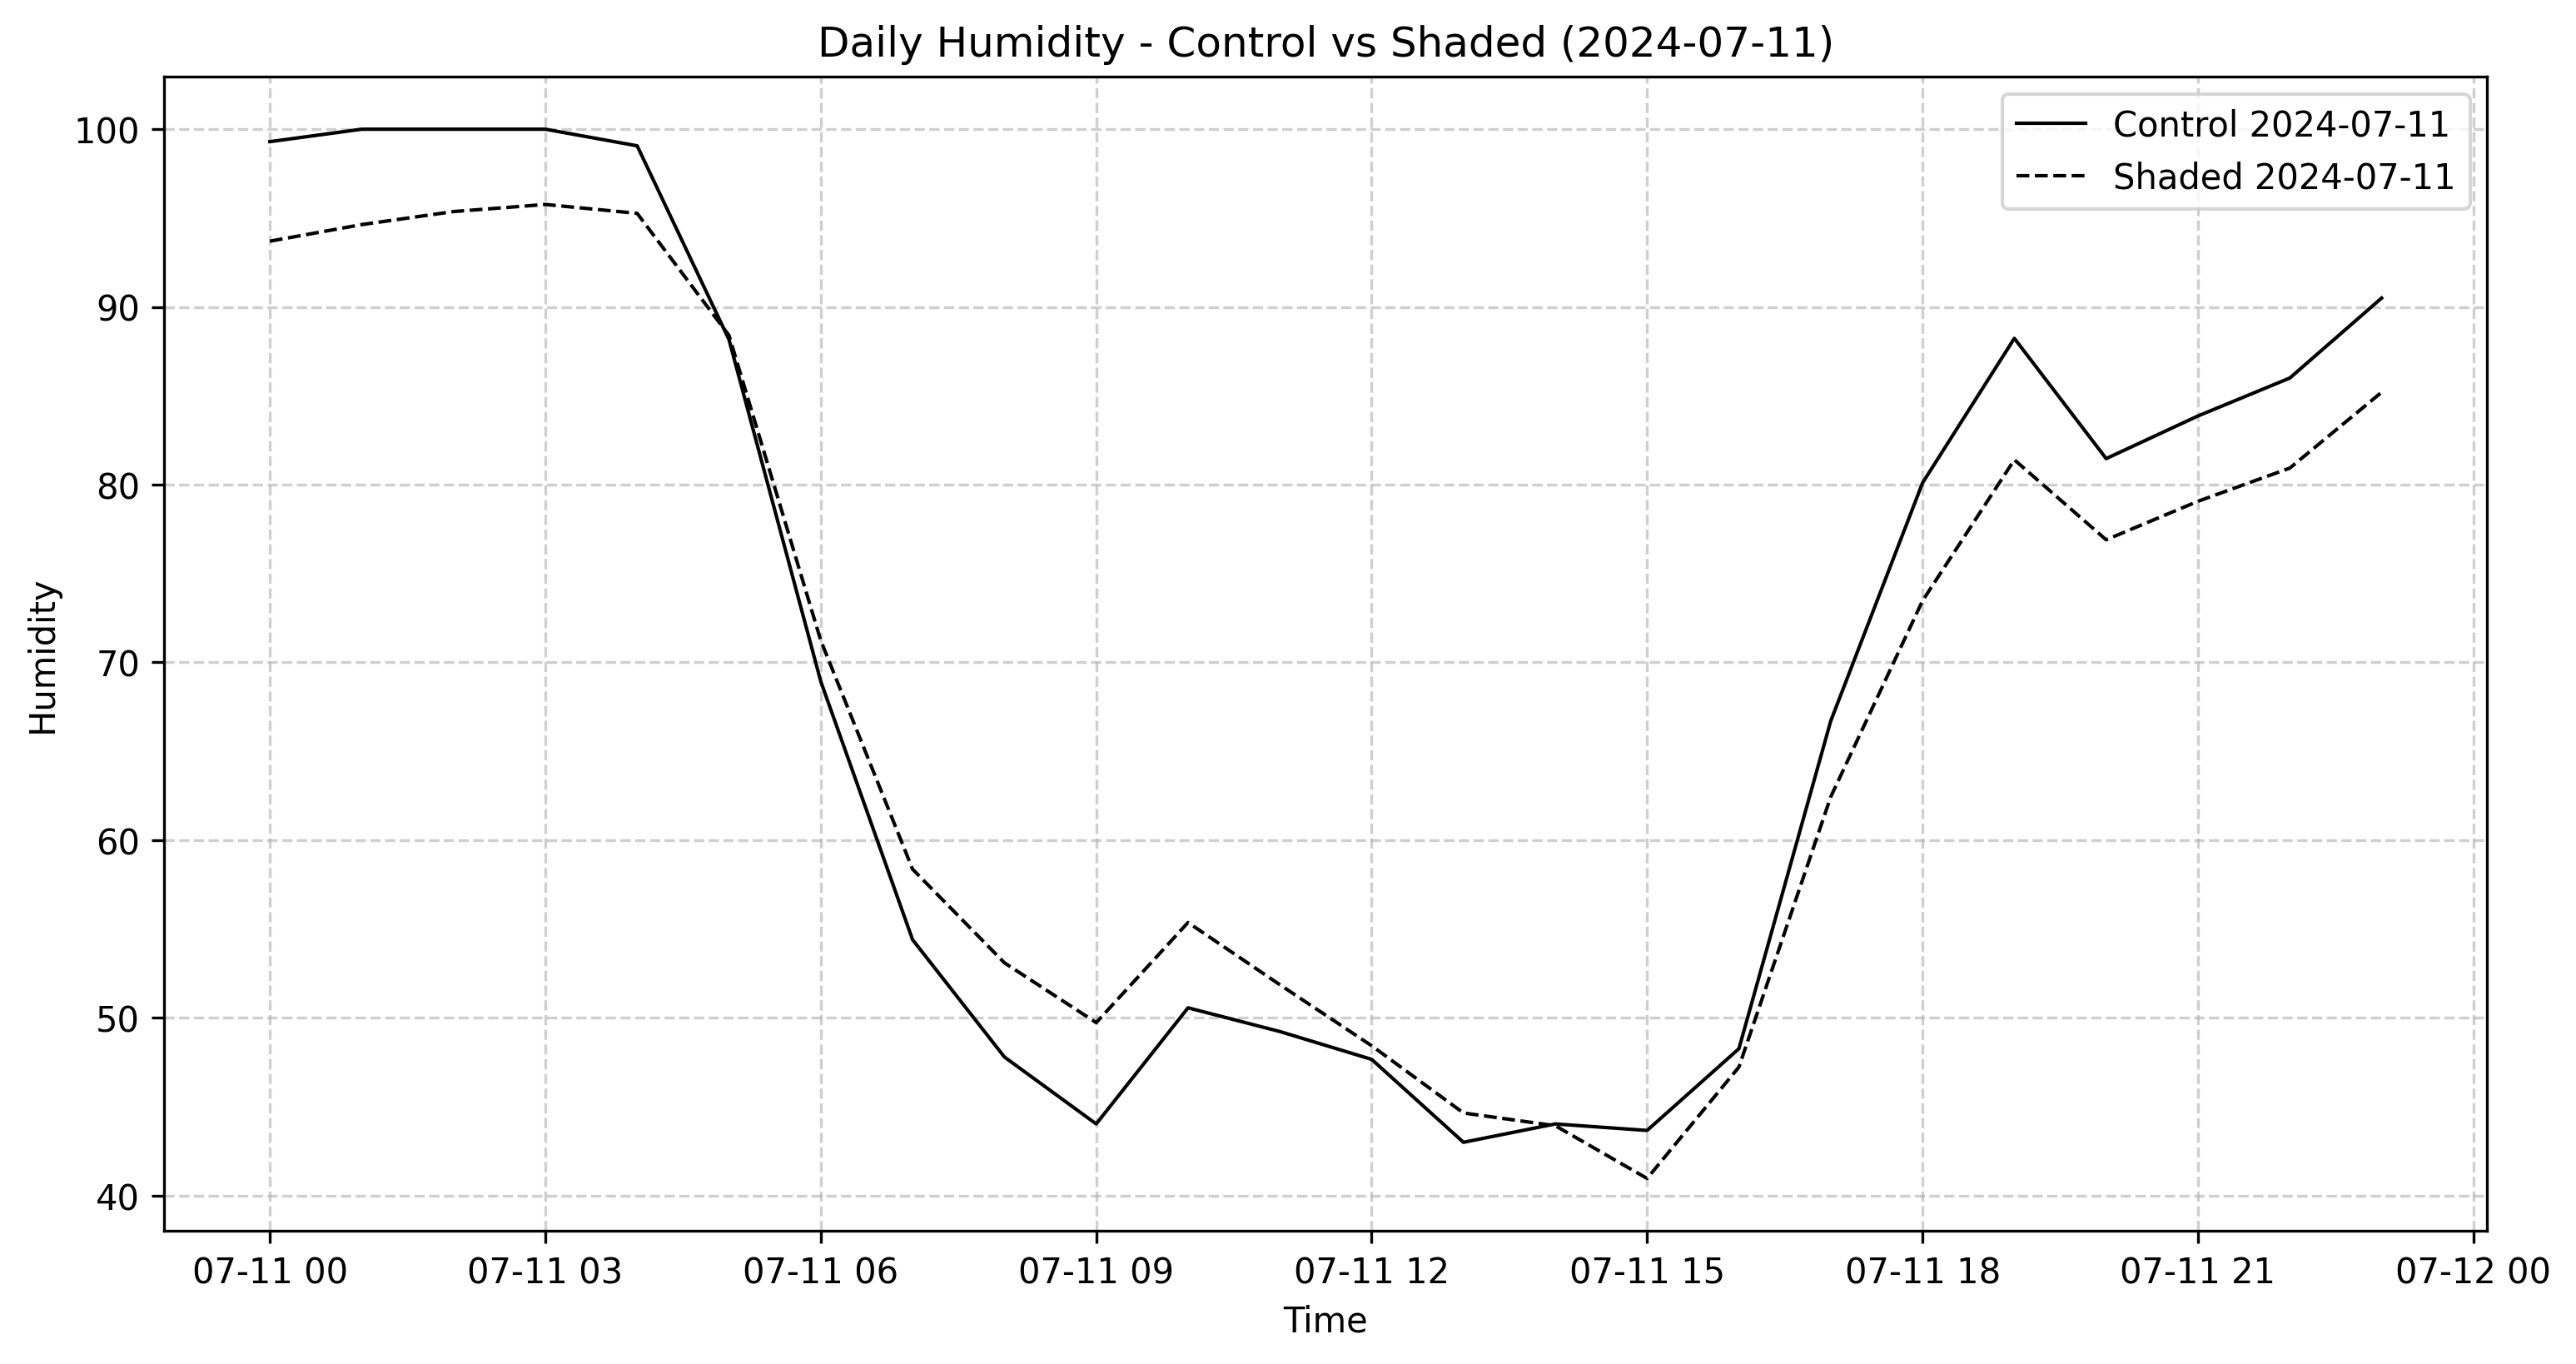 Daily Humidity - Control vs Shaded (2024-07-11)
Control 2024-07-11
Shaded 2024-07-11
100
90
80
70
60
50
40
Humidity
07-11 00 07-11 03 07-11 06 07-11 09 07-11 12 07-11 15 07-11 18 07-11 21 07-12 00
Time